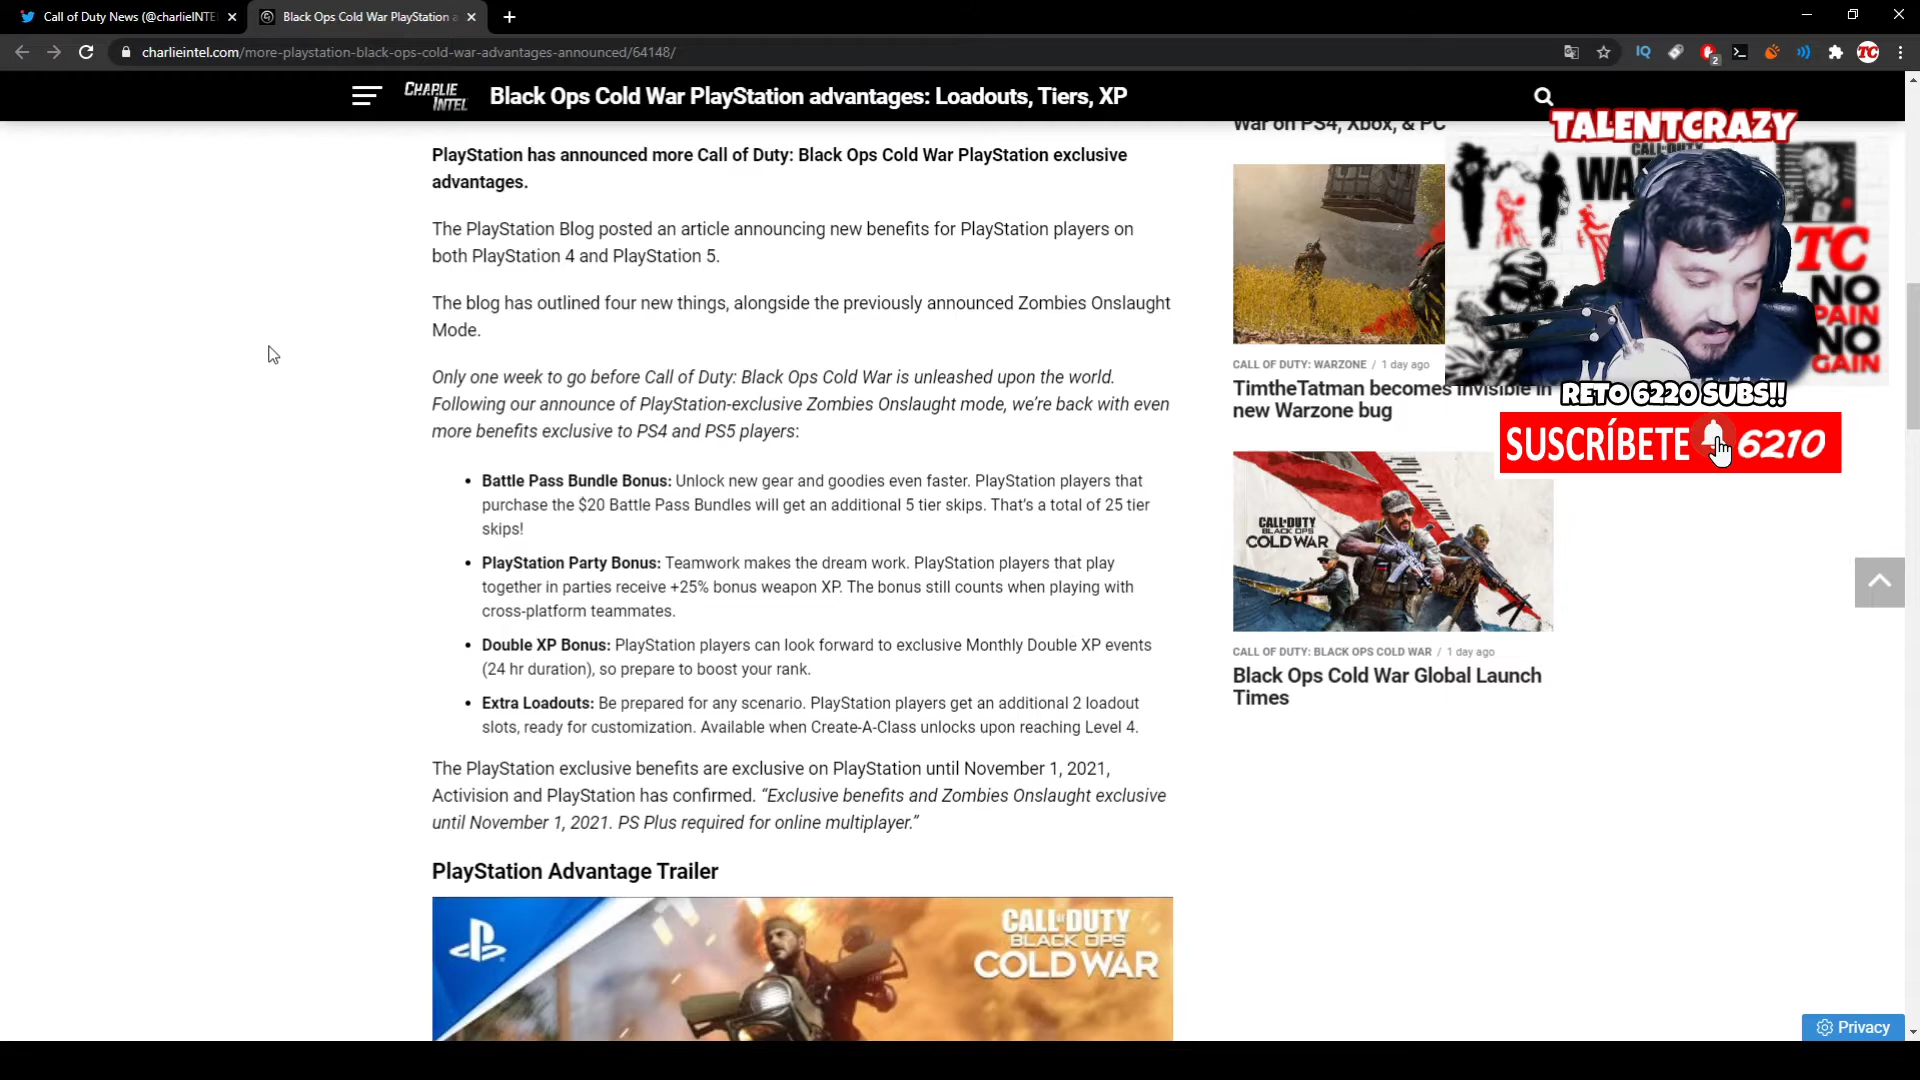 Call of Duty News (@charlieINTE
Black Ops Cold War PlayStation a
charlieintel.com/more-playstation-black-ops-cold-war-advantages-announced/64148/
IQ
2
TC
CHARLIE
INTEL
Black Ops Cold War PlayStation advantages: Loadouts, Tiers, XP
PlayStation has announced more Call of Duty: Black Ops Cold War PlayStation exclusive
advantages.
The PlayStation Blog posted an article announcing new benefits for PlayStation players on
both PlayStation 4 and PlayStation 5.
The blog has outlined four new things, alongside the previously announced Zombies Onslaught
Mode.
Only one week to go before Call of Duty: Black Ops Cold War is unleashed upon the world.
Following our announce of PlayStation-exclusive Zombies Onslaught mode, we're back with even
more benefits exclusive to PS4 and PS5 players:
• Battle Pass Bundle Bonus: Unlock new gear and goodies even faster. PlayStation players that
purchase the $20 Battle Pass Bundles will get an additional 5 tier skips. That's a total of 25 tier
skips!
• PlayStation Party Bonus: Teamwork makes the dream work. PlayStation players that play
together in parties receive +25% bonus weapon XP. The bonus still counts when playing with
cross-platform teammates.
• Double XP Bonus: PlayStation players can look forward to exclusive Monthly Double XP events
(24 hr duration), so prepare to boost your rank.
• Extra Loadouts: Be prepared for any scenario. PlayStation players get an additional 2 loadout
slots, ready for customization. Available when Create-A-Class unlocks upon reaching Level 4.
The PlayStation exclusive benefits are exclusive on PlayStation until November 1, 2021,
Activision and PlayStation has confirmed. “Exclusive benefits and Zombies Onslaught exclusive
until November 1, 2021. PS Plus required for online multiplayer.”
PlayStation Advantage Trailer
CALL OF DUTY
BLACK OPS
COLD WAR
War on PS4, Xbox, & PC
CALL OF DUTY: WARZONE / 1 day ago
TimtheTatman becomes invisible in
new Warzone bug
CALL OF DUTY
BLACK OPS
COLD WAR
CALL OF DUTY: BLACK OPS COLD WAR / 1 day ago
Black Ops Cold War Global Launch
Times
TALENTCRAZY
CALL OF DUTY
WA
TC
NO
PAIN
NO
GAIN
RETO 6220 SUBS!!
SUSCRÍBETE 6210
Privacy